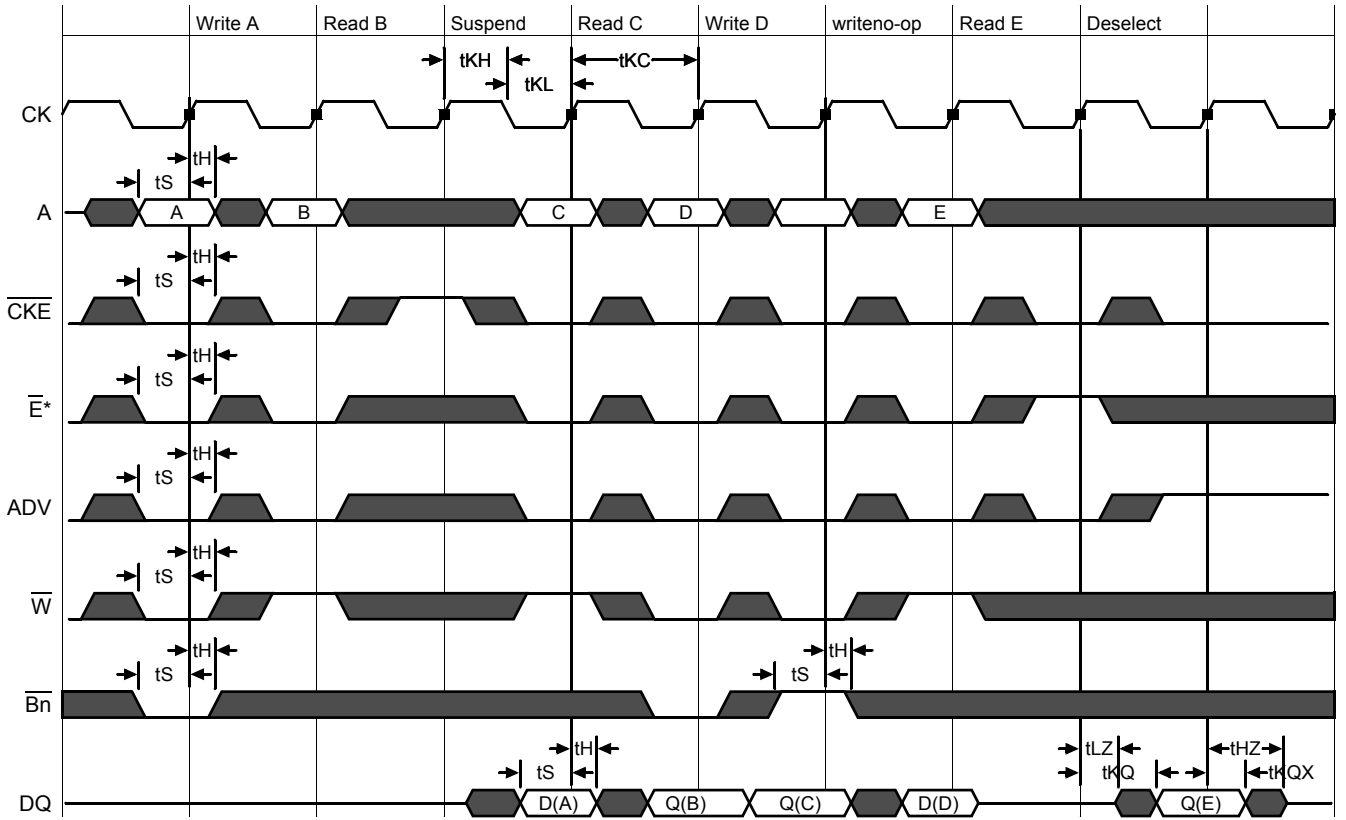 Write A Read B Suspend Read C Write D writeno-op Read E Deselect
tKH tKC
tKL
CK
tH
tS
A A B C D E
tH
tS
CKE
tH
tS
E*
tH
tS
ADV
tH
tS
W
tH tH
tS tS
Bn
tH tLZ tHZ
tS tKQ tKQX
DQ D(A) Q(B) Q(C) D(D) Q(E)